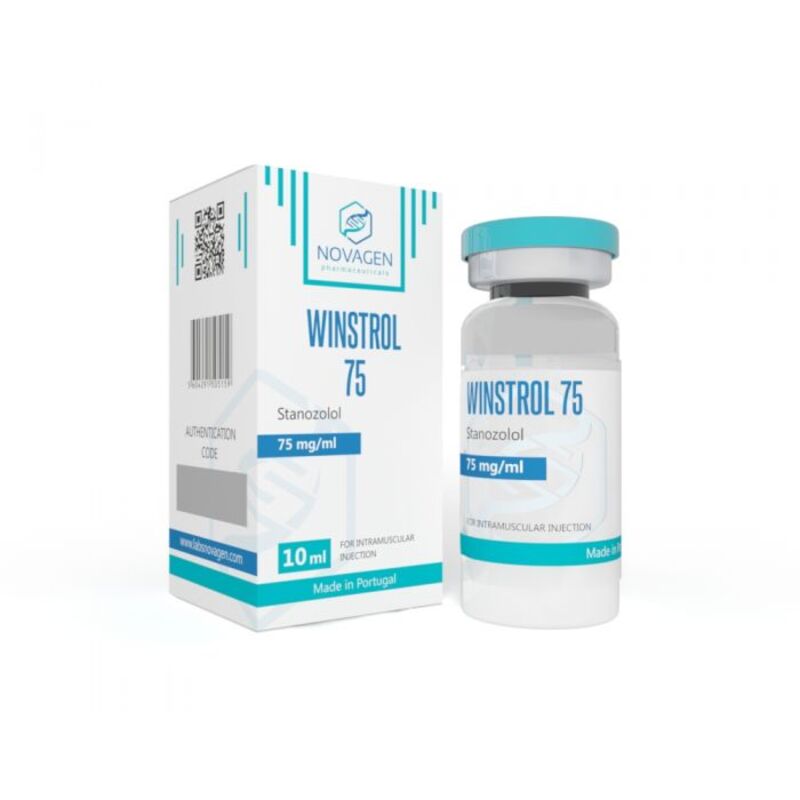 NOVAGEN
pharmaceuticals
WINSTROL
75
Stanozolol
75 mg/ml
10 ml
FOR INTRAMUSCULAR
INJECTION
Made in Portugal
AUTHENTICATION
CODE
www.labsnovagen.com
WINSTROL 75
Stanozolol
75 mg/ml
FOR INTRAMUSCULAR INJECTION
Made in